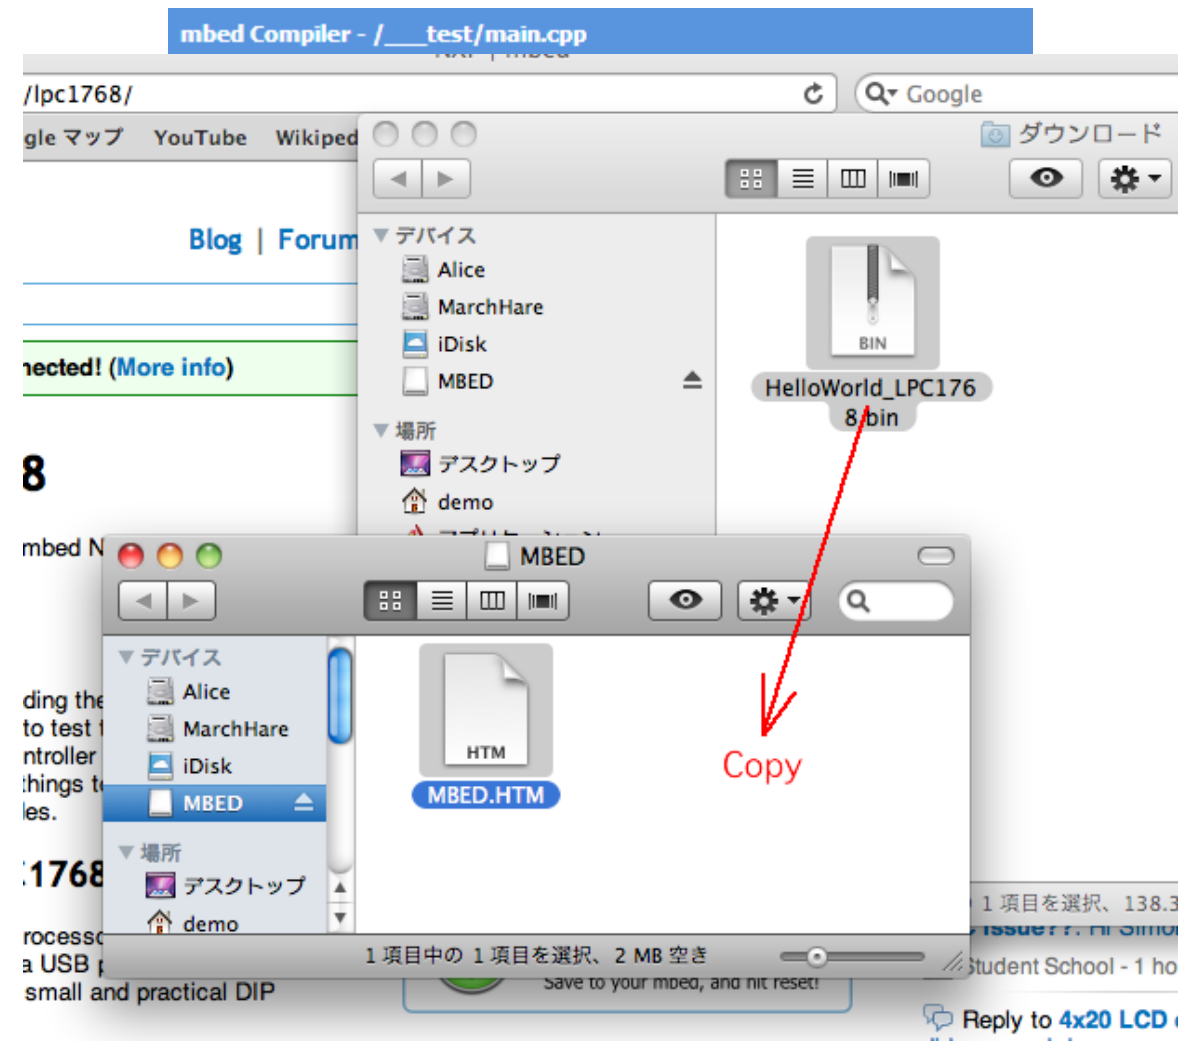 mbed Compiler - /___test/main.cpp
/lpc1768/
Google
gle マップ YouTube Wikiped
ダウンロード
Blog | Forum
デバイス
Alice
MarchHare
iDisk
MBED
場所
デスクトップ
demo
BIN
HelloWorld_LPC176
8.bin
nected! (More info)
8
mbed N
MBED
デバイス
Alice
MarchHare
iDisk
MBED
場所
デスクトップ
demo
HTM
MBED.HTM
Copy
1 項目中の 1 項目を選択、2 MB 空き
ding the
to test t
ntroller
things to
les.
1768
rocesso
a USB p
small and practical DIP
Save to your mbed, and hit reset!
1 項目を選択、138.3
Issue??. Hi Simon
Student School - 1 ho
Reply to 4x20 LCD